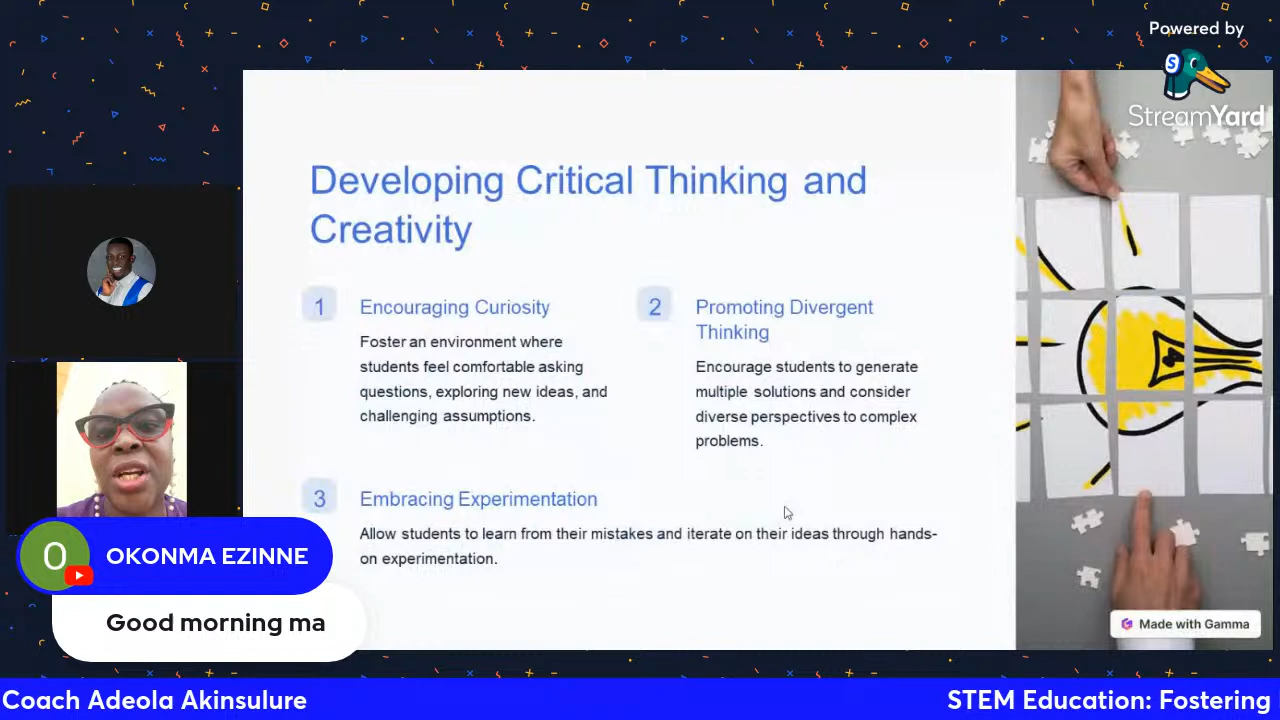 Powered by
StreamYard
Developing Critical Thinking and
Creativity
1
Encouraging Curiosity
Foster an environment where
students feel comfortable asking
questions, exploring new ideas, and
challenging assumptions.
2
Promoting Divergent
Thinking
Encourage students to generate
multiple solutions and consider
diverse perspectives to complex
problems.
3
Embracing Experimentation
Allow students to learn from their mistakes and iterate on their ideas through hands-
on experimentation.
Made with Gamma
O
OKONMA EZINNE
Good morning ma
Coach Adeola Akinsulure
STEM Education: Fostering